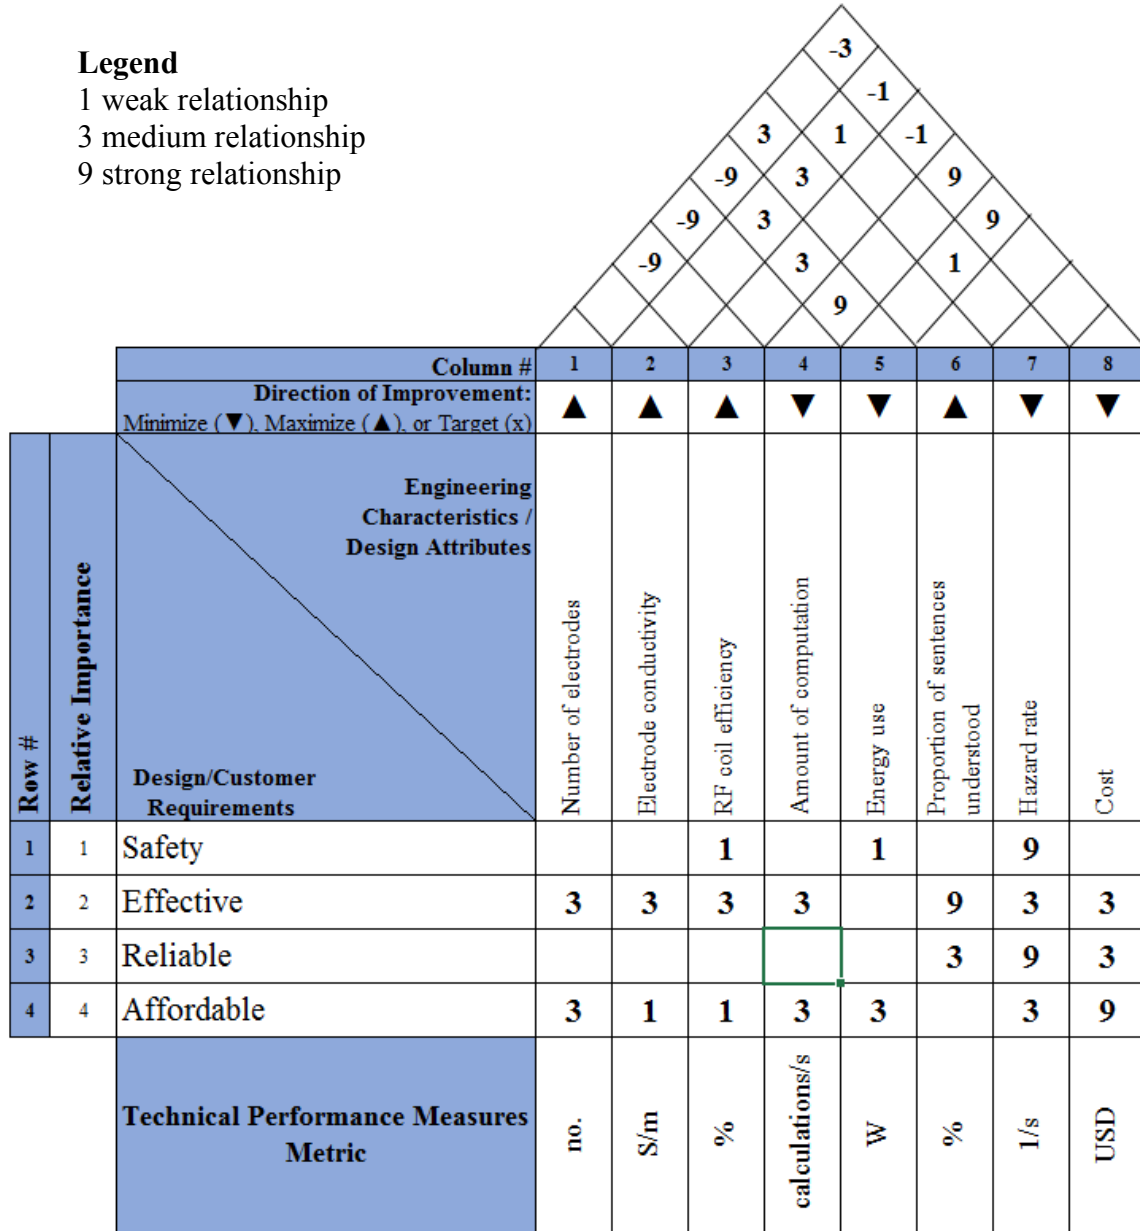 Legend
1 weak relationship
3 medium relationship
9 strong relationship
-3
-1
3 1 -1
-9 3 9
-9 3 9
-9 3 1
9
Column # 1 2 3 4 5 6 7 8
Direction of Improvement: ▲ ▲ ▲ ▼ ▼ ▲ ▼ ▼
Minimize (▼), Maximize (▲), or Target (x)
Row #
Relative Importance
Engineering
Characteristics /
Design Attributes
Design/Customer
Requirements
Number of electrodes
Electrode conductivity
RF coil efficiency
Amount of computation
Energy use
Proportion of sentences
understood
Hazard rate
Cost
1 1 Safety 1 1 9
2 2 Effective 3 3 3 3 9 3 3
3 3 Reliable 3 9 3
4 4 Affordable 3 1 1 3 3 3 9
Technical Performance Measures
Metric
no.
S/m
%
calculations/s
W
%
1/s
USD